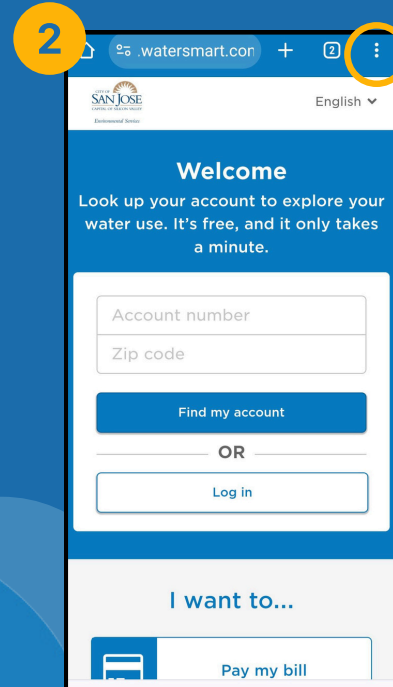 2
.watersmart.con
2
CITY OF
SAN JOSE
CAPITAL OF SILICON VALLEY
Environmental Services
English
Welcome
Look up your account to explore your
water use. It's free, and it only takes
a minute.
Account number
Zip code
Find my account
OR
Log in
I want to...
Pay my bill